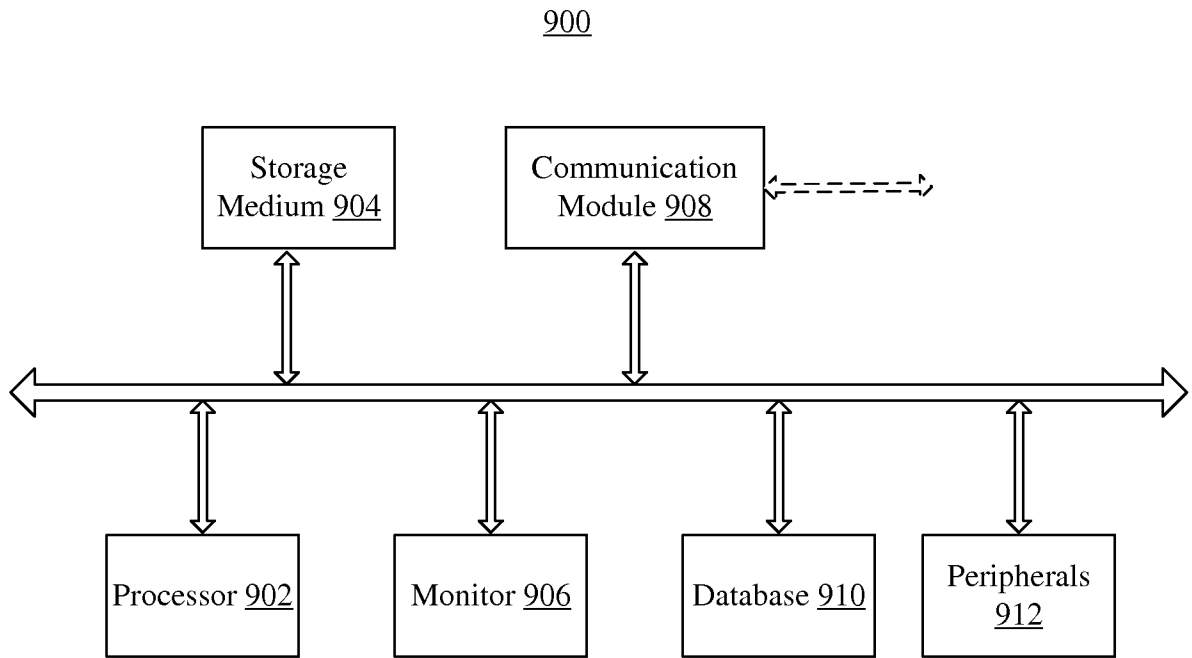 900
Storage
Medium 904
Communication
Module 908
Processor 902
Monitor 906
Database 910
Peripherals
912